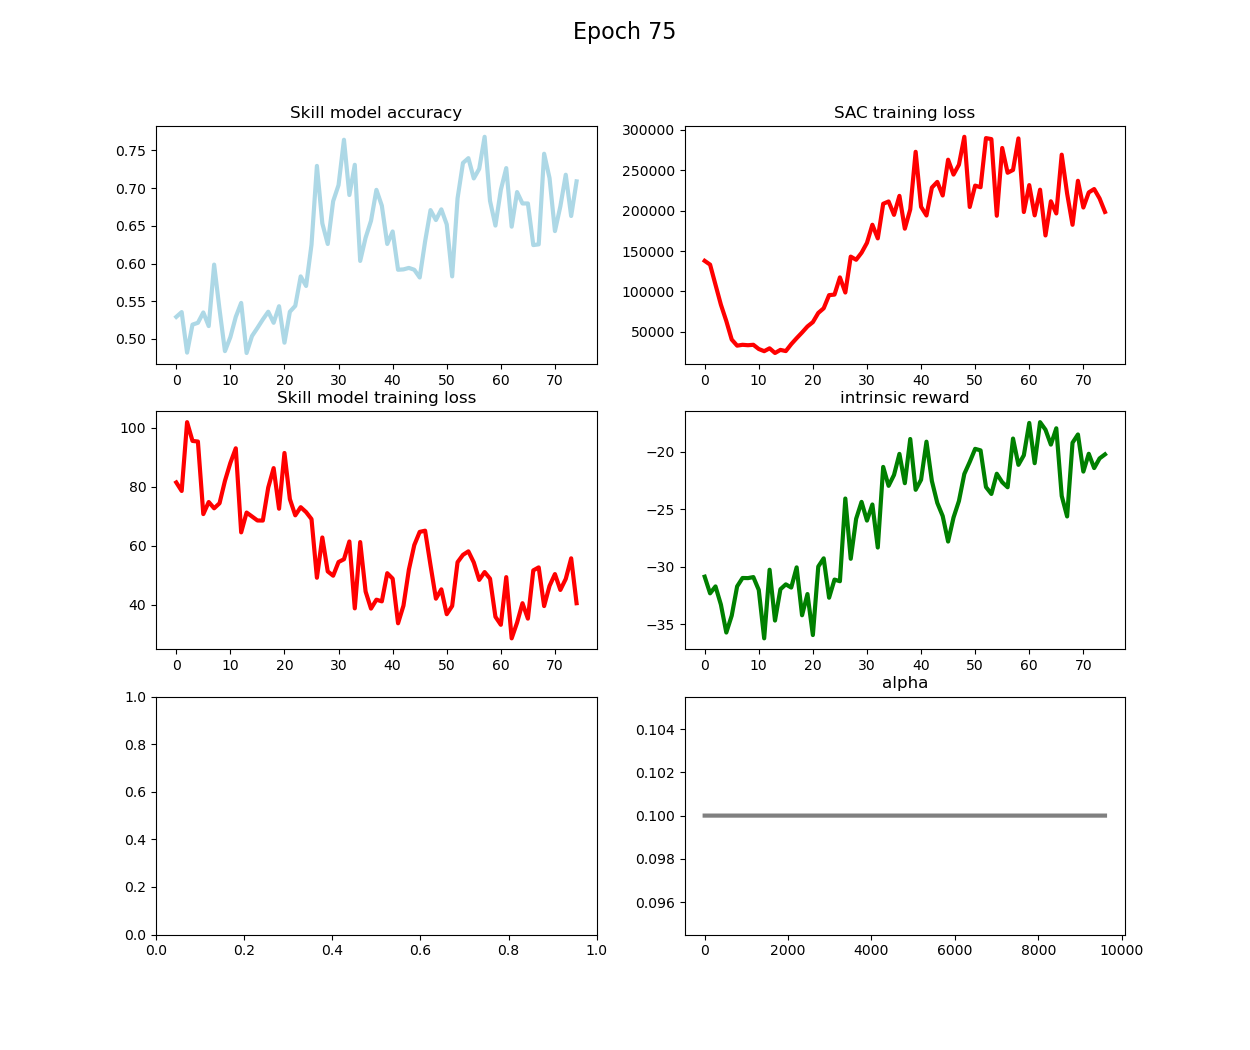 Epoch 75
Skill model accuracy
0.75
0.70
0.65
0.60
0.55
0.50
0 10 20 30 40 50 60 70
SAC training loss
300000
250000
200000
150000
100000
50000
0 10 20 30 40 50 60 70
Skill model training loss
100
80
60
40
0 10 20 30 40 50 60 70
intrinsic reward
−20
−25
−30
−35
0 10 20 30 40 50 60 70
1.0
0.8
0.6
0.4
0.2
0.0
0.0 0.2 0.4 0.6 0.8 1.0
alpha
0.104
0.102
0.100
0.098
0.096
0 2000 4000 6000 8000 10000